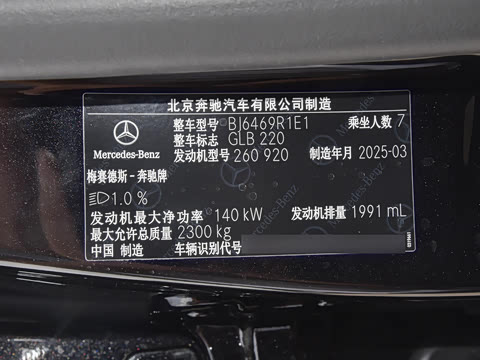 北京奔驰汽车有限公司制造
整车型号 BJ6469R1E1 乘坐人数 7
整车标志 GLB 220
Mercedes-Benz 发动机型号 260 920 制造年月 2025-03
梅赛德斯－奔驰牌
1.0 %
发动机最大净功率 140 kW 发动机排量 1991 mL
最大允许总质量 2300 kg
中国 制造 车辆识别代号